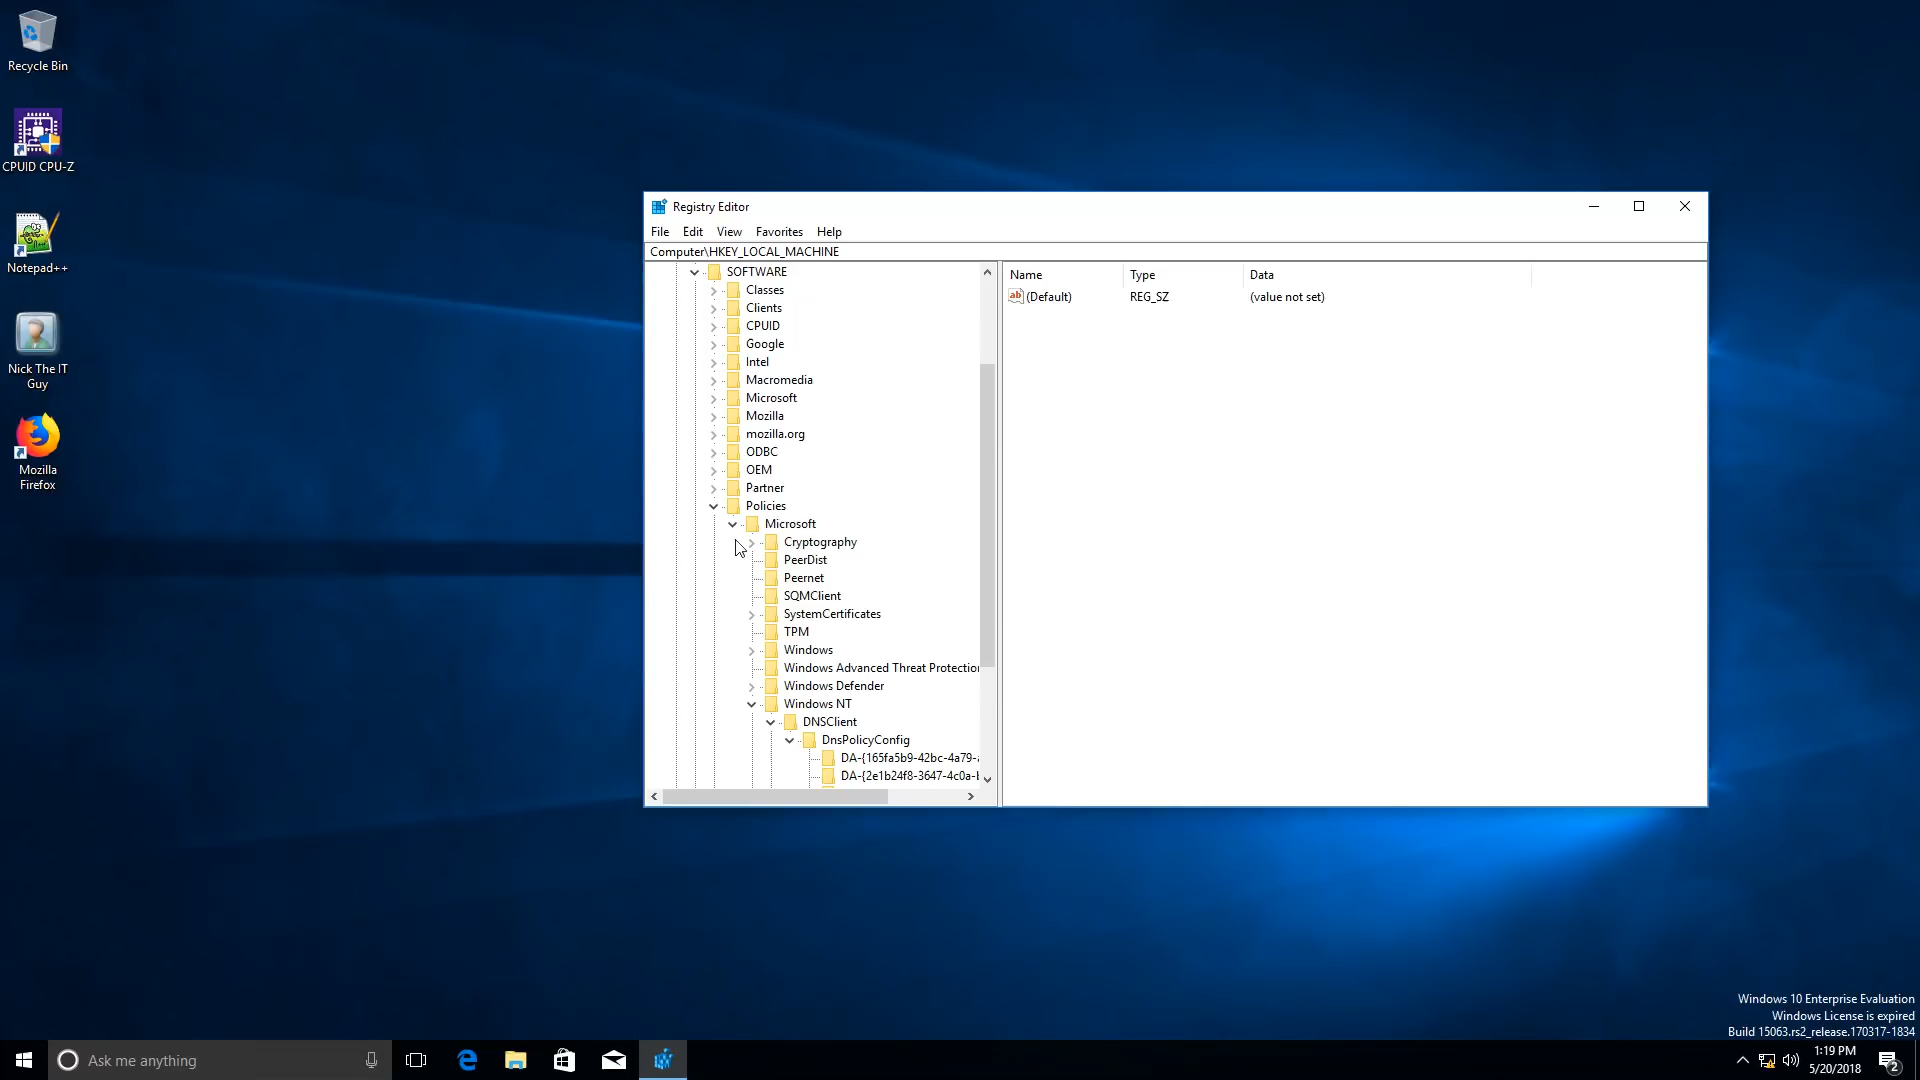 Recycle Bin
CPUID CPU-Z
Notepad++
Nick The IT
Guy
Mozilla
Firefox
Registry Editor
File Edit View Favorites Help
Computer\HKEY_LOCAL_MACHINE
SOFTWARE
Classes
Clients
CPUID
Google
Intel
Macromedia
Microsoft
Mozilla
mozilla.org
ODBC
OEM
Partner
Policies
Microsoft
Cryptography
PeerDist
Peernet
SQMClient
SystemCertificates
TPM
Windows
Windows Advanced Threat Protection
Windows Defender
Windows NT
DNSClient
DnsPolicyConfig
DA-{165fa5b9-42bc-4a79-
DA-{2e1b24f8-3647-4c0a-
Name Type Data
ab (Default) REG_SZ (value not set)
Windows 10 Enterprise Evaluation
Windows License is expired
Build 15063.rs2_release.170317-1834
Ask me anything
1:19 PM
5/20/2018
2